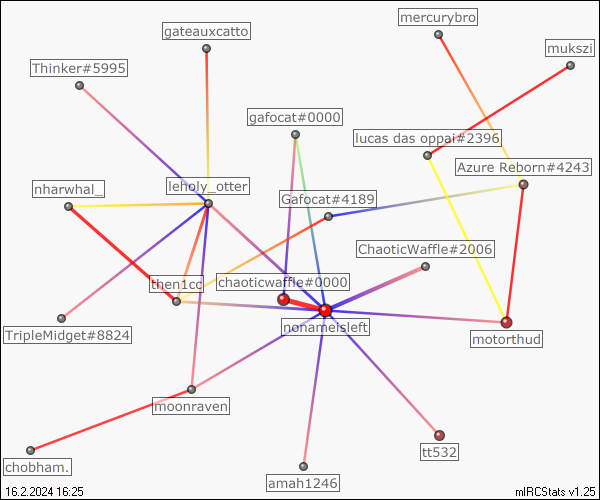 mercurybro
gateauxcatto
mukszi
Thinker#5995
gafocat#0000
lucas das oppai#2396
Azure Reborn#4243
nharwhal_
leholy_otter
Gafocat#4189
ChaoticWaffle#2006
then1cc
chaoticwaffle#0000
nonameisleft
TripleMidget#8824
motorthud
moonraven
tt532
chobham.
amah1246
16.2.2024 16:25
mIRCStats v1.25